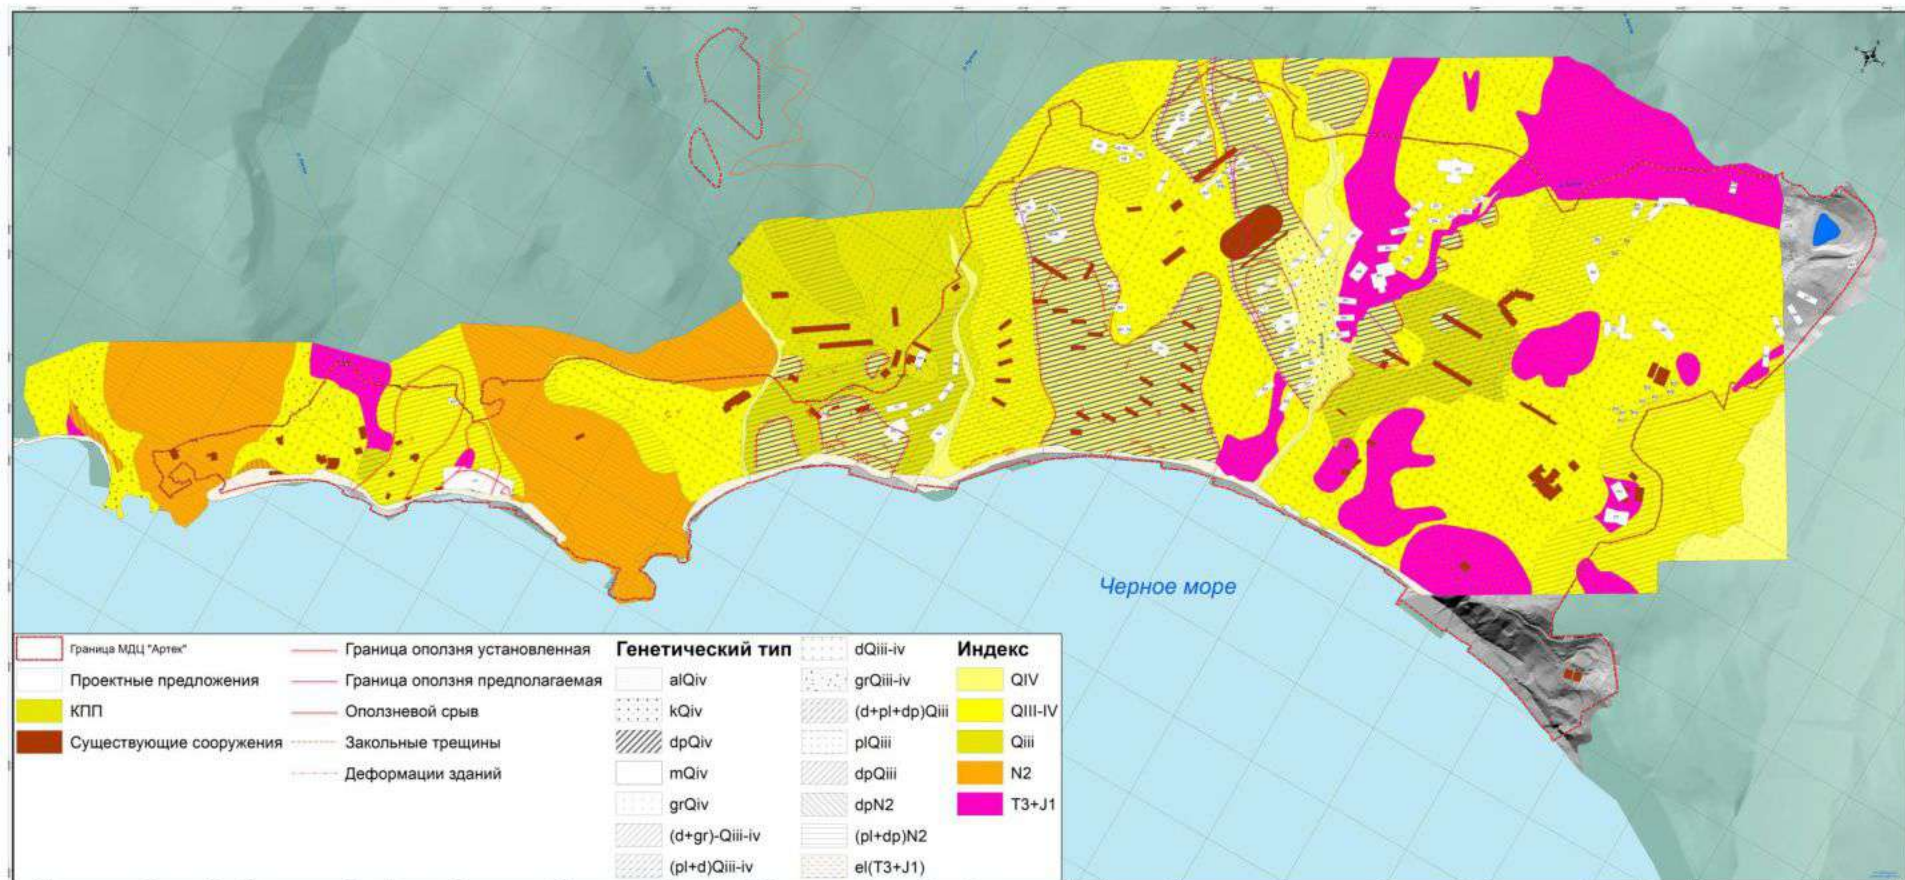 Черное море
Граница МДЦ "Артек"
Проектные предложения
КПП
Существующие сооружения
Граница оползня установленная
Граница оползня предполагаемая
Оползневой срыв
Закольные трещины
Деформации зданий
Генетический тип
alQiv
kQiv
dpQiv
mQiv
grQiv
(d+gr)-Qiii-iv
(pl+d)Qiii-iv
dQiii-iv
grQiii-iv
(d+pl+dp)Qiii
plQiii
dpQiii
dpN2
(pl+dp)N2
el(T3+J1)
Индекс
QIV
QIII-IV
Qiii
N2
T3+J1